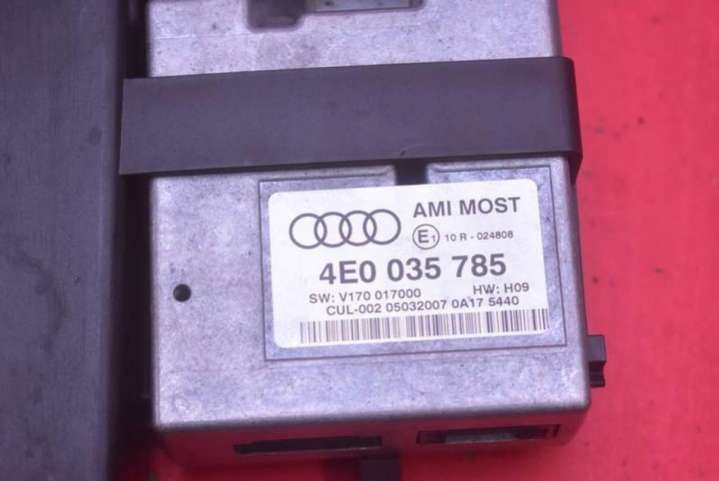 AMI MOST
E1 10 R - 024808
4E0 035 785
SW: V170 017000 HW: H09
CUL-002 05032007 0A17 5440